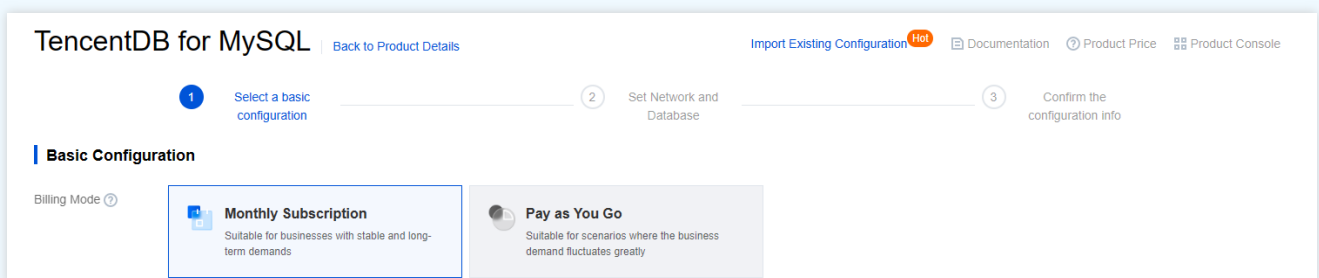 TencentDB for MySQL Back to Product Details Import Existing Configuration Hot Documentation Product Price Product Console
1 Select a basic configuration
2 Set Network and Database
3 Confirm the configuration info
Basic Configuration
Billing Mode
Monthly Subscription
Suitable for businesses with stable and long-
term demands
Pay as You Go
Suitable for scenarios where the business
demand fluctuates greatly